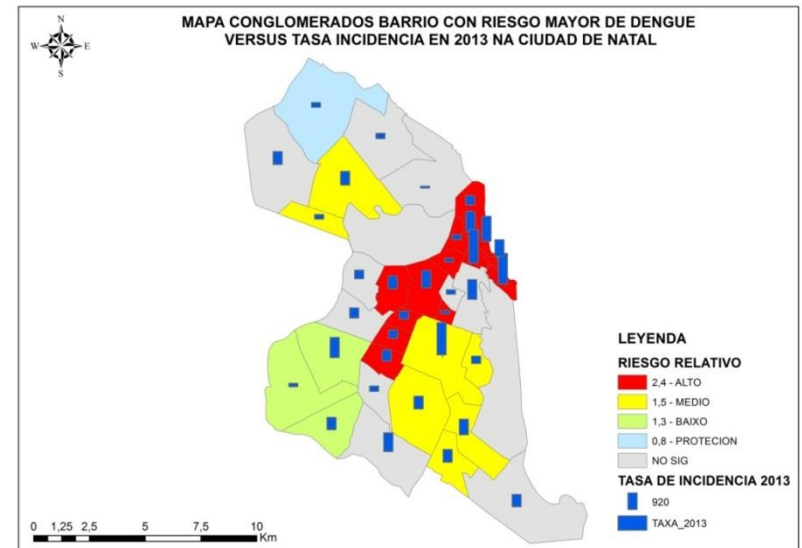 MAPA CONGLOMERADOS BARRIO CON RIESGO MAYOR DE DENGUE
VERSUS TASA INCIDENCIA EN 2013 NA CIUDAD DE NATAL
N
W E
S
LEYENDA
RIESGO RELATIVO
2,4 - ALTO
1,5 - MEDIO
1,3 - BAIXO
0,8 - PROTECION
NO SIG
TASA DE INCIDENCIA 2013
920
TAXA_2013
0 1,25 2,5 5 7,5 10
Km